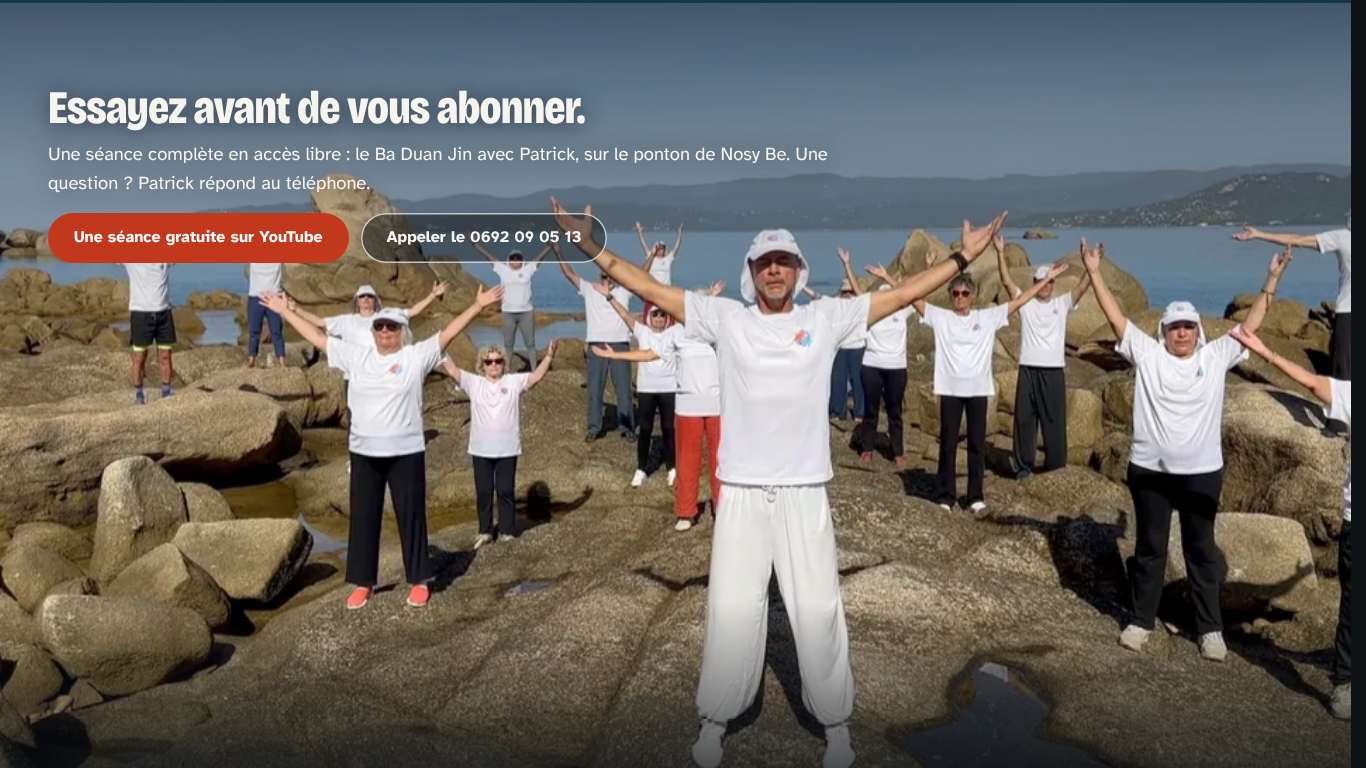 Essayez avant de vous abonner.
Une séance complète en accès libre : le Ba Duan Jin avec Patrick, sur le ponton de Nosy Be. Une
question ? Patrick répond au téléphone.
Une séance gratuite sur YouTube
Appeler le 0692 09 05 13